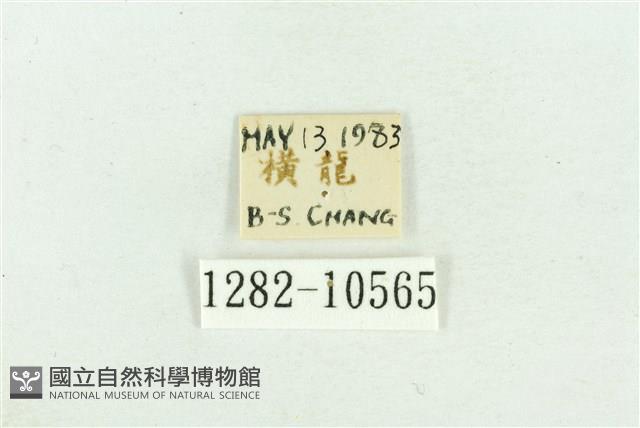 MAY 13 1983
橫龍
B-S. CHANG
1282-10565
國立自然科學博物館
NATIONAL MUSEUM OF NATURAL SCIENCE